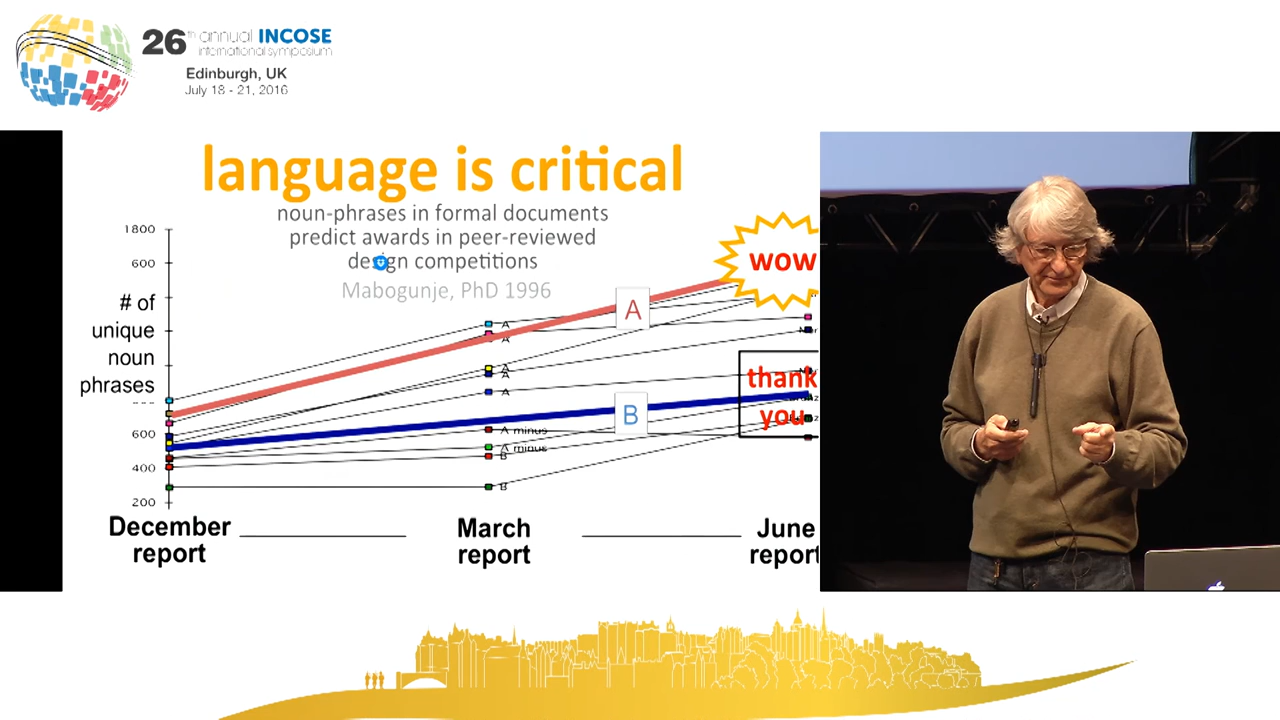 26th annual INCOSE
international symposium
Edinburgh, UK
July 18 - 21, 2016
language is critical
noun-phrases in formal documents
predict awards in peer-reviewed
design competitions
Mabogunje, PhD 1996
1800
600
# of
unique
noun
phrases
600
400
200
wow
A
A
A
A
A
A
thank
you
B
A minus
A minus
B
B
December
report
March
report
June
report